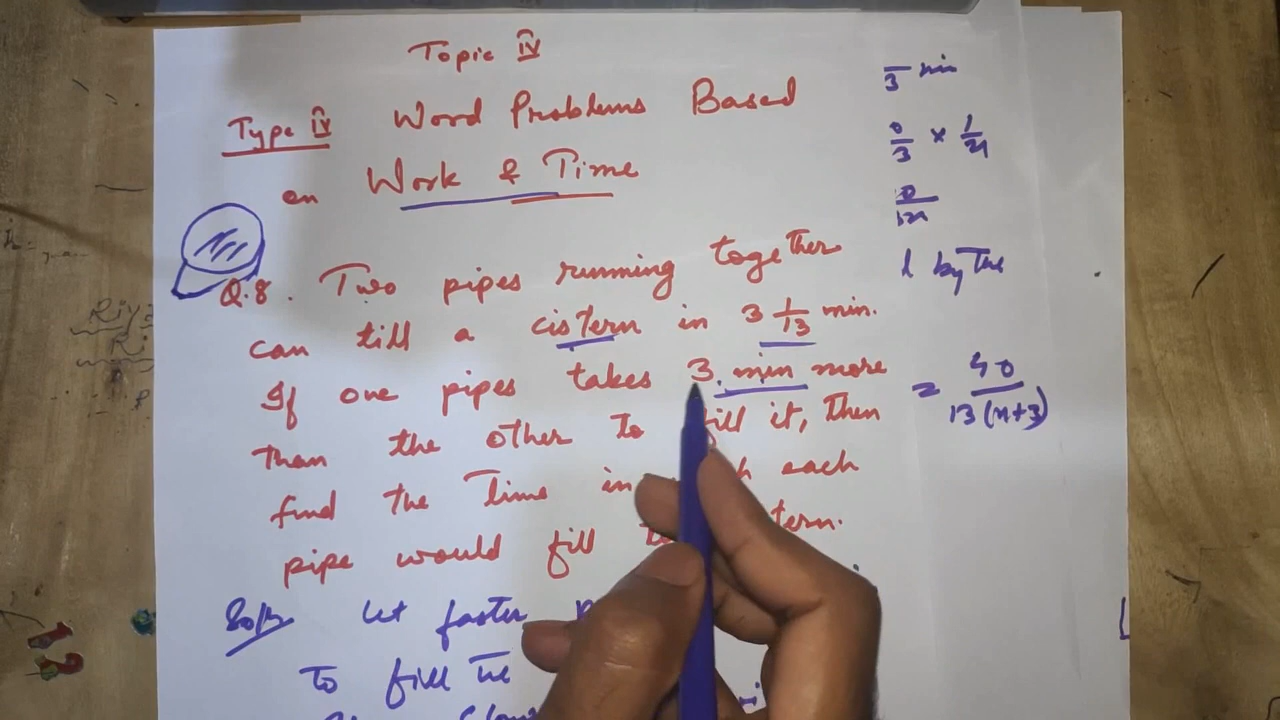 Topic iv
Type iv Word Problems Based
on Work & Time
Q.8. Two pipes running together
can till a cistern in 3 1/13 min.
If one pipes takes 3 min more
than the other to fill it, then
find the time in each
pipe would fill
Soln Let faster
to fill the
/3 min
0/3 × 1/x
l by the
= 40/13(x+3)